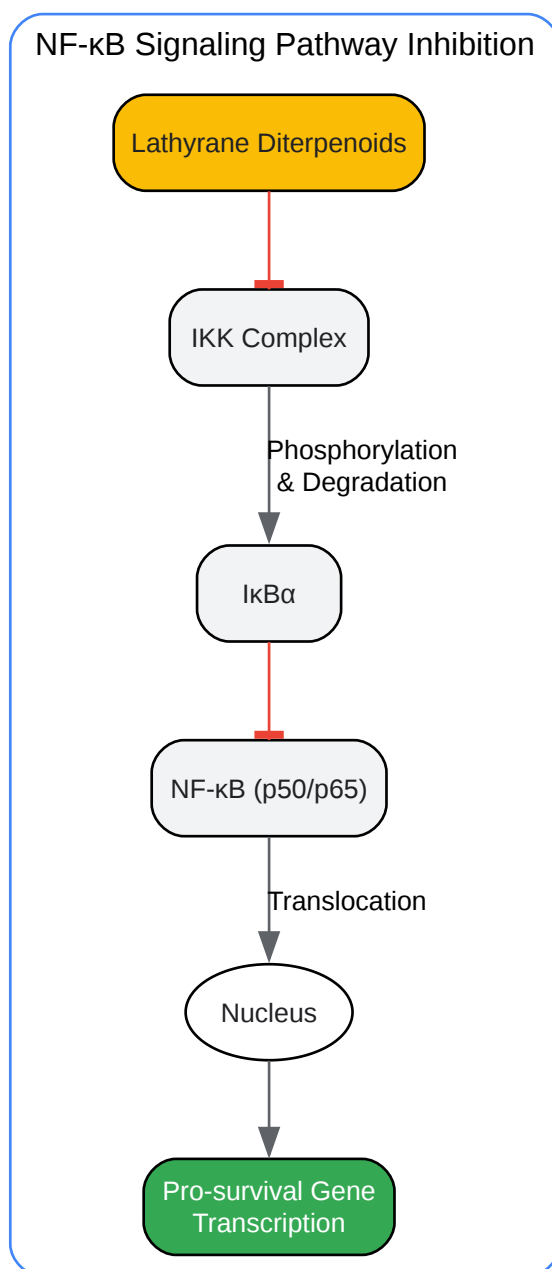 NF-κB Signaling Pathway Inhibition
Lathyrane Diterpenoids
IKK Complex
Phosphorylation
& Degradation
IκBα
NF-κB (p50/p65)
Translocation
Nucleus
Pro-survival Gene
Transcription